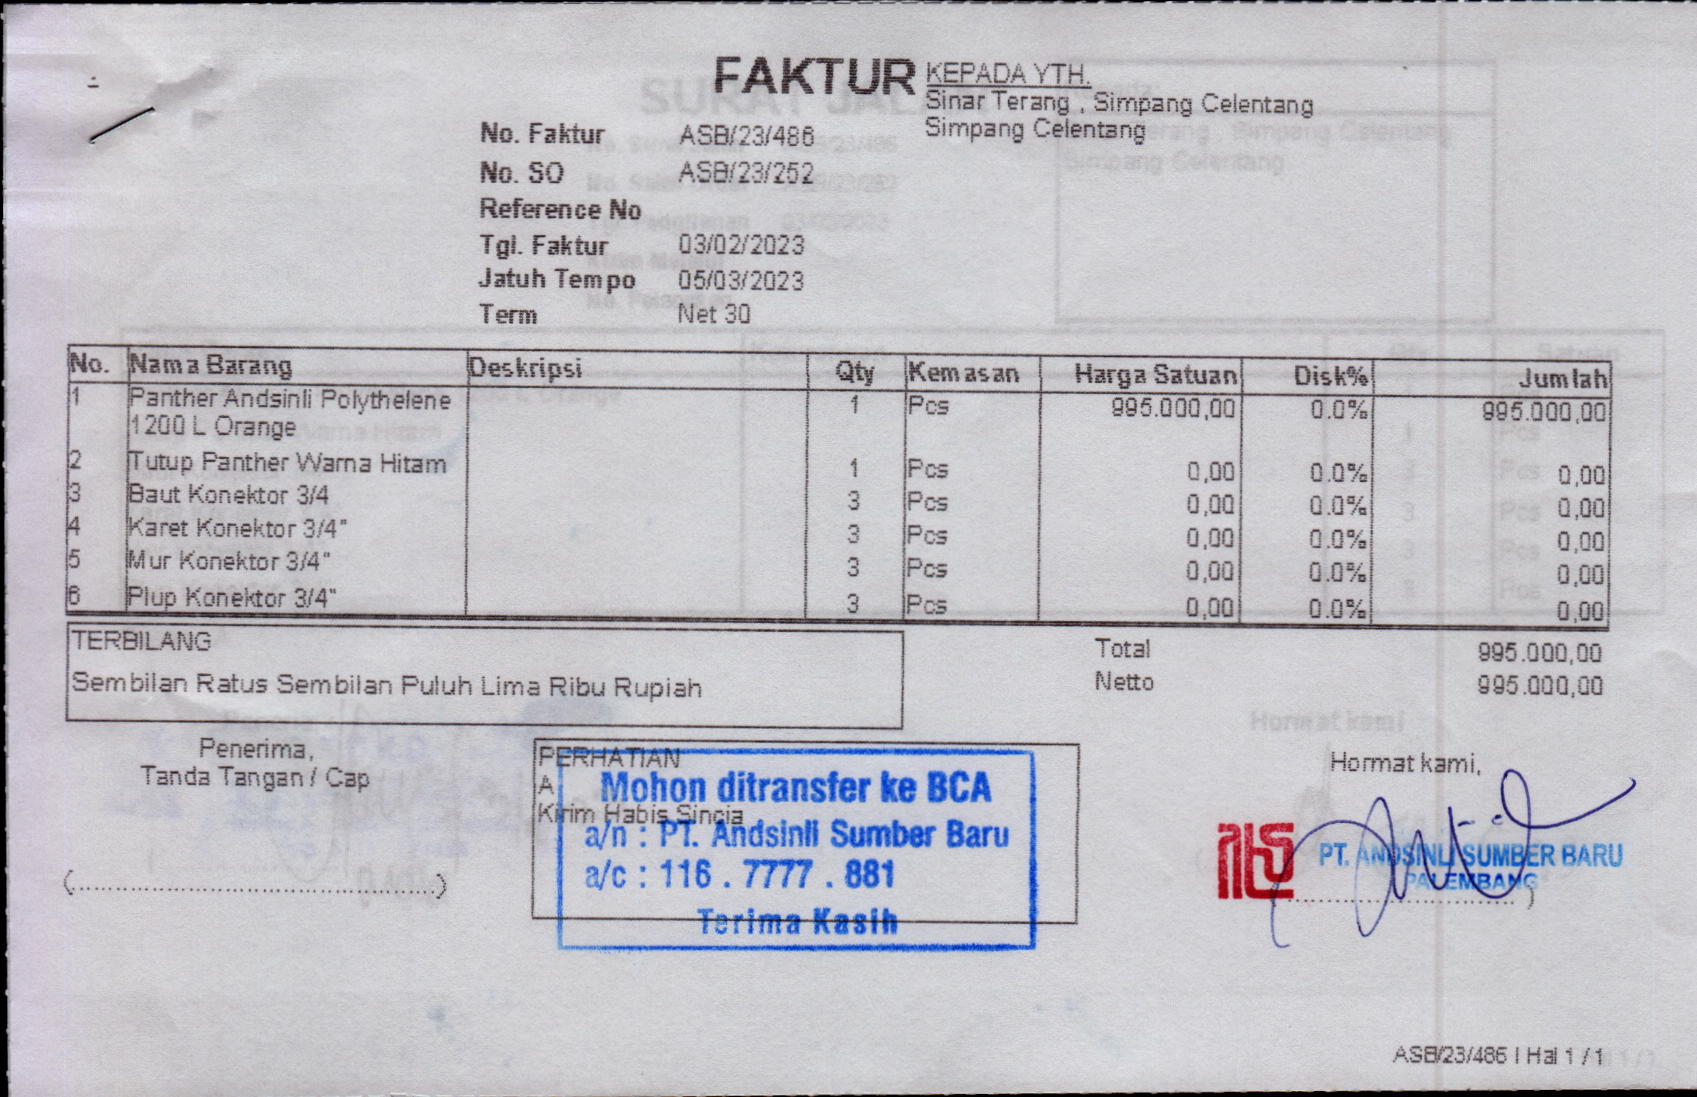 FAKTUR
KEPADA YTH.
Sinar Terang , Simpang Celentang
Simpang Celentang
No. Faktur ASB/23/486
No. SO ASB/23/252
Reference No
Tgl. Faktur 03/02/2023
Jatuh Tempo 05/03/2023
Term Net 30
No. Nama Barang Deskripsi Qty Kemasan Harga Satuan Disk% Jumlah
1 Panther Andsinli Polythelene 1 Pcs 995.000,00 0.0% 995.000,00
1200 L Orange
2 Tutup Panther Warna Hitam 1 Pcs 0,00 0.0% 0,00
3 Baut Konektor 3/4 3 Pcs 0,00 0.0% 0,00
4 Karet Konektor 3/4" 3 Pcs 0,00 0.0% 0,00
5 Mur Konektor 3/4" 3 Pcs 0,00 0.0% 0,00
6 Plup Konektor 3/4" 3 Pcs 0,00 0.0% 0,00
TERBILANG
Sembilan Ratus Sembilan Puluh Lima Ribu Rupiah
Total 995.000,00
Netto 995.000,00
Penerima,
Tanda Tangan / Cap
(..............................)
PERHATIAN
A
Kirim Habis Sincia
Mohon ditransfer ke BCA
a/n : PT. Andsinli Sumber Baru
a/c : 116 . 7777 . 881
Terima Kasih
Hormat kami,
PT. ANDSINLI SUMBER BARU
PALEMBANG
ASB/23/486 | Hal 1 / 1